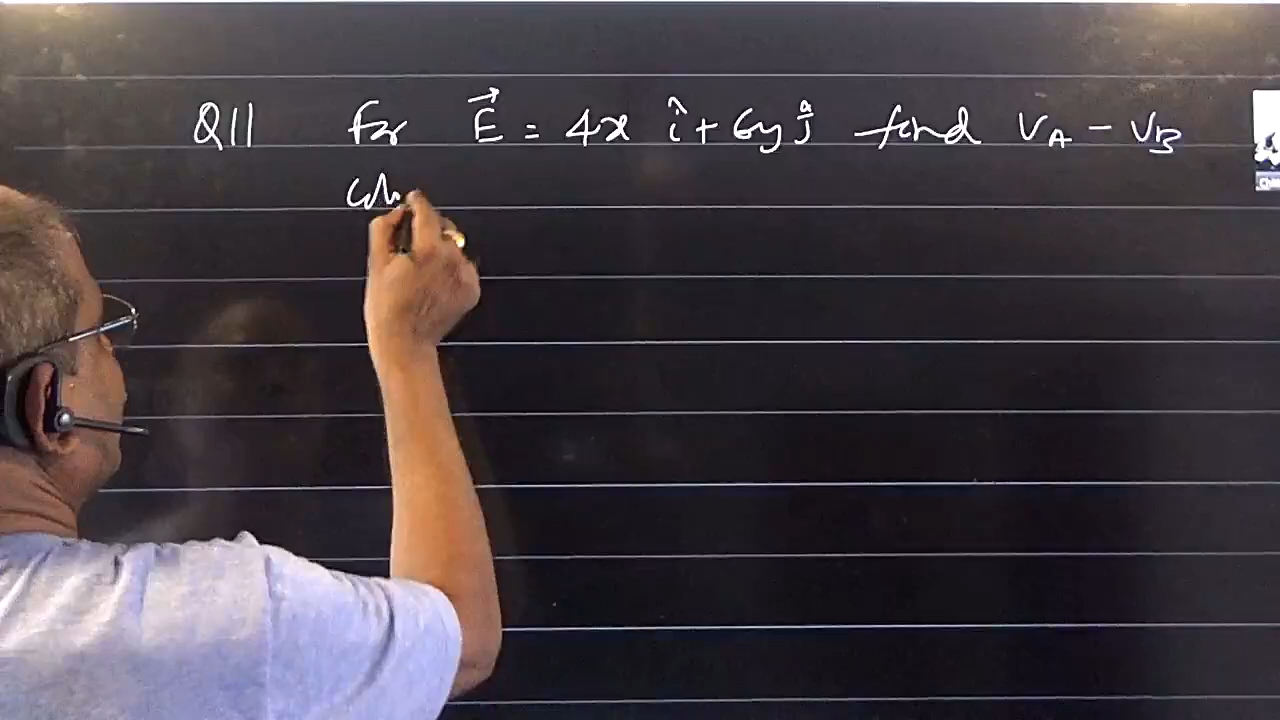 Q11 For E⃗ = 4x î + 6y ĵ find V_A - V_B